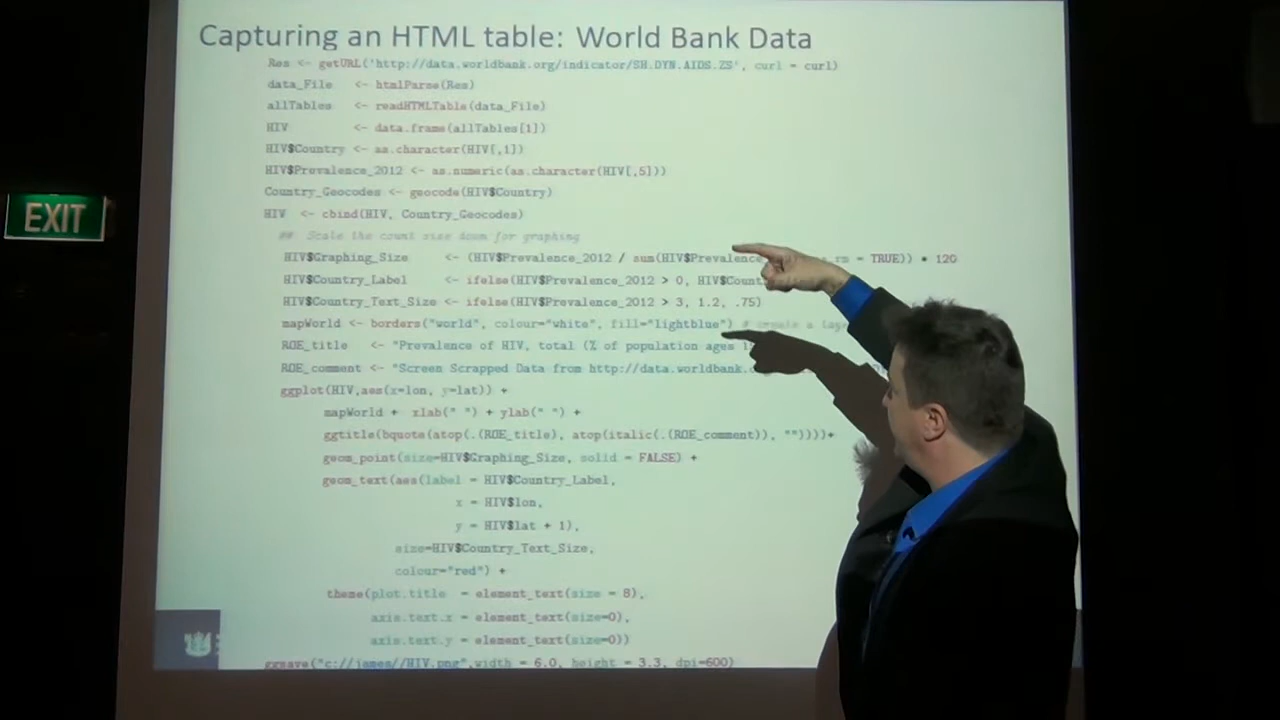 Capturing an HTML table: World Bank Data
Res <- getURL('http://data.worldbank.org/indicator/SH.DYN.AIDS.ZS', curl = curl)
data_File <- htmlParse(Res)
allTables <- readHTMLTable(data_File)
HIV <- data.frame(allTables[1])
HIV$Country <- as.character(HIV[,1])
HIV$Prevalence_2012 <- as.numeric(as.character(HIV[,5]))
Country_Geocodes <- geocode(HIV$Country)
HIV <- cbind(HIV, Country_Geocodes)
## Scale the count size down for graphing
HIV$Graphing_Size <- (HIV$Prevalence_2012 / sum(HIV$Prevalenc rm = TRUE)) * 120
HIV$Country_Label <- ifelse(HIV$Prevalence_2012 > 0, HIV$Coun
HIV$Country_Text_Size <- ifelse(HIV$Prevalence_2012 > 3, 1.2, .75)
mapWorld <- borders("world", colour="white", fill="lightblue") # create a laye
ROE_title <- "Prevalence of HIV, total (% of population ages
ROE_comment <- "Screen Scrapped Data from http://data.worldbank.
ggplot(HIV,aes(x=lon, y=lat)) +
mapWorld + xlab(" ") + ylab(" ") +
ggtitle(bquote(atop(.(ROE_title), atop(italic(.(ROE_comment)), ""))))+
geom_point(size=HIV$Graphing_Size, solid = FALSE) +
geom_text(aes(label = HIV$Country_Label,
x = HIV$lon,
y = HIV$lat + 1),
size=HIV$Country_Text_Size,
colour="red") +
theme(plot.title = element_text(size = 8),
axis.text.x = element_text(size=0),
axis.text.y = element_text(size=0))
ggsave("c://james//HIV.png",width = 6.0, height = 3.3, dpi=600)
EXIT